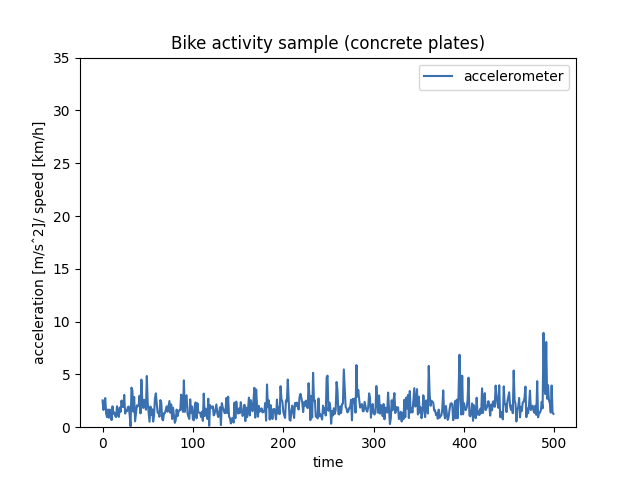 Bike activity sample (concrete plates)
accelerometer
acceleration [m/sˆ2]/ speed [km/h]
35
30
25
20
15
10
5
0
0 100 200 300 400 500
time